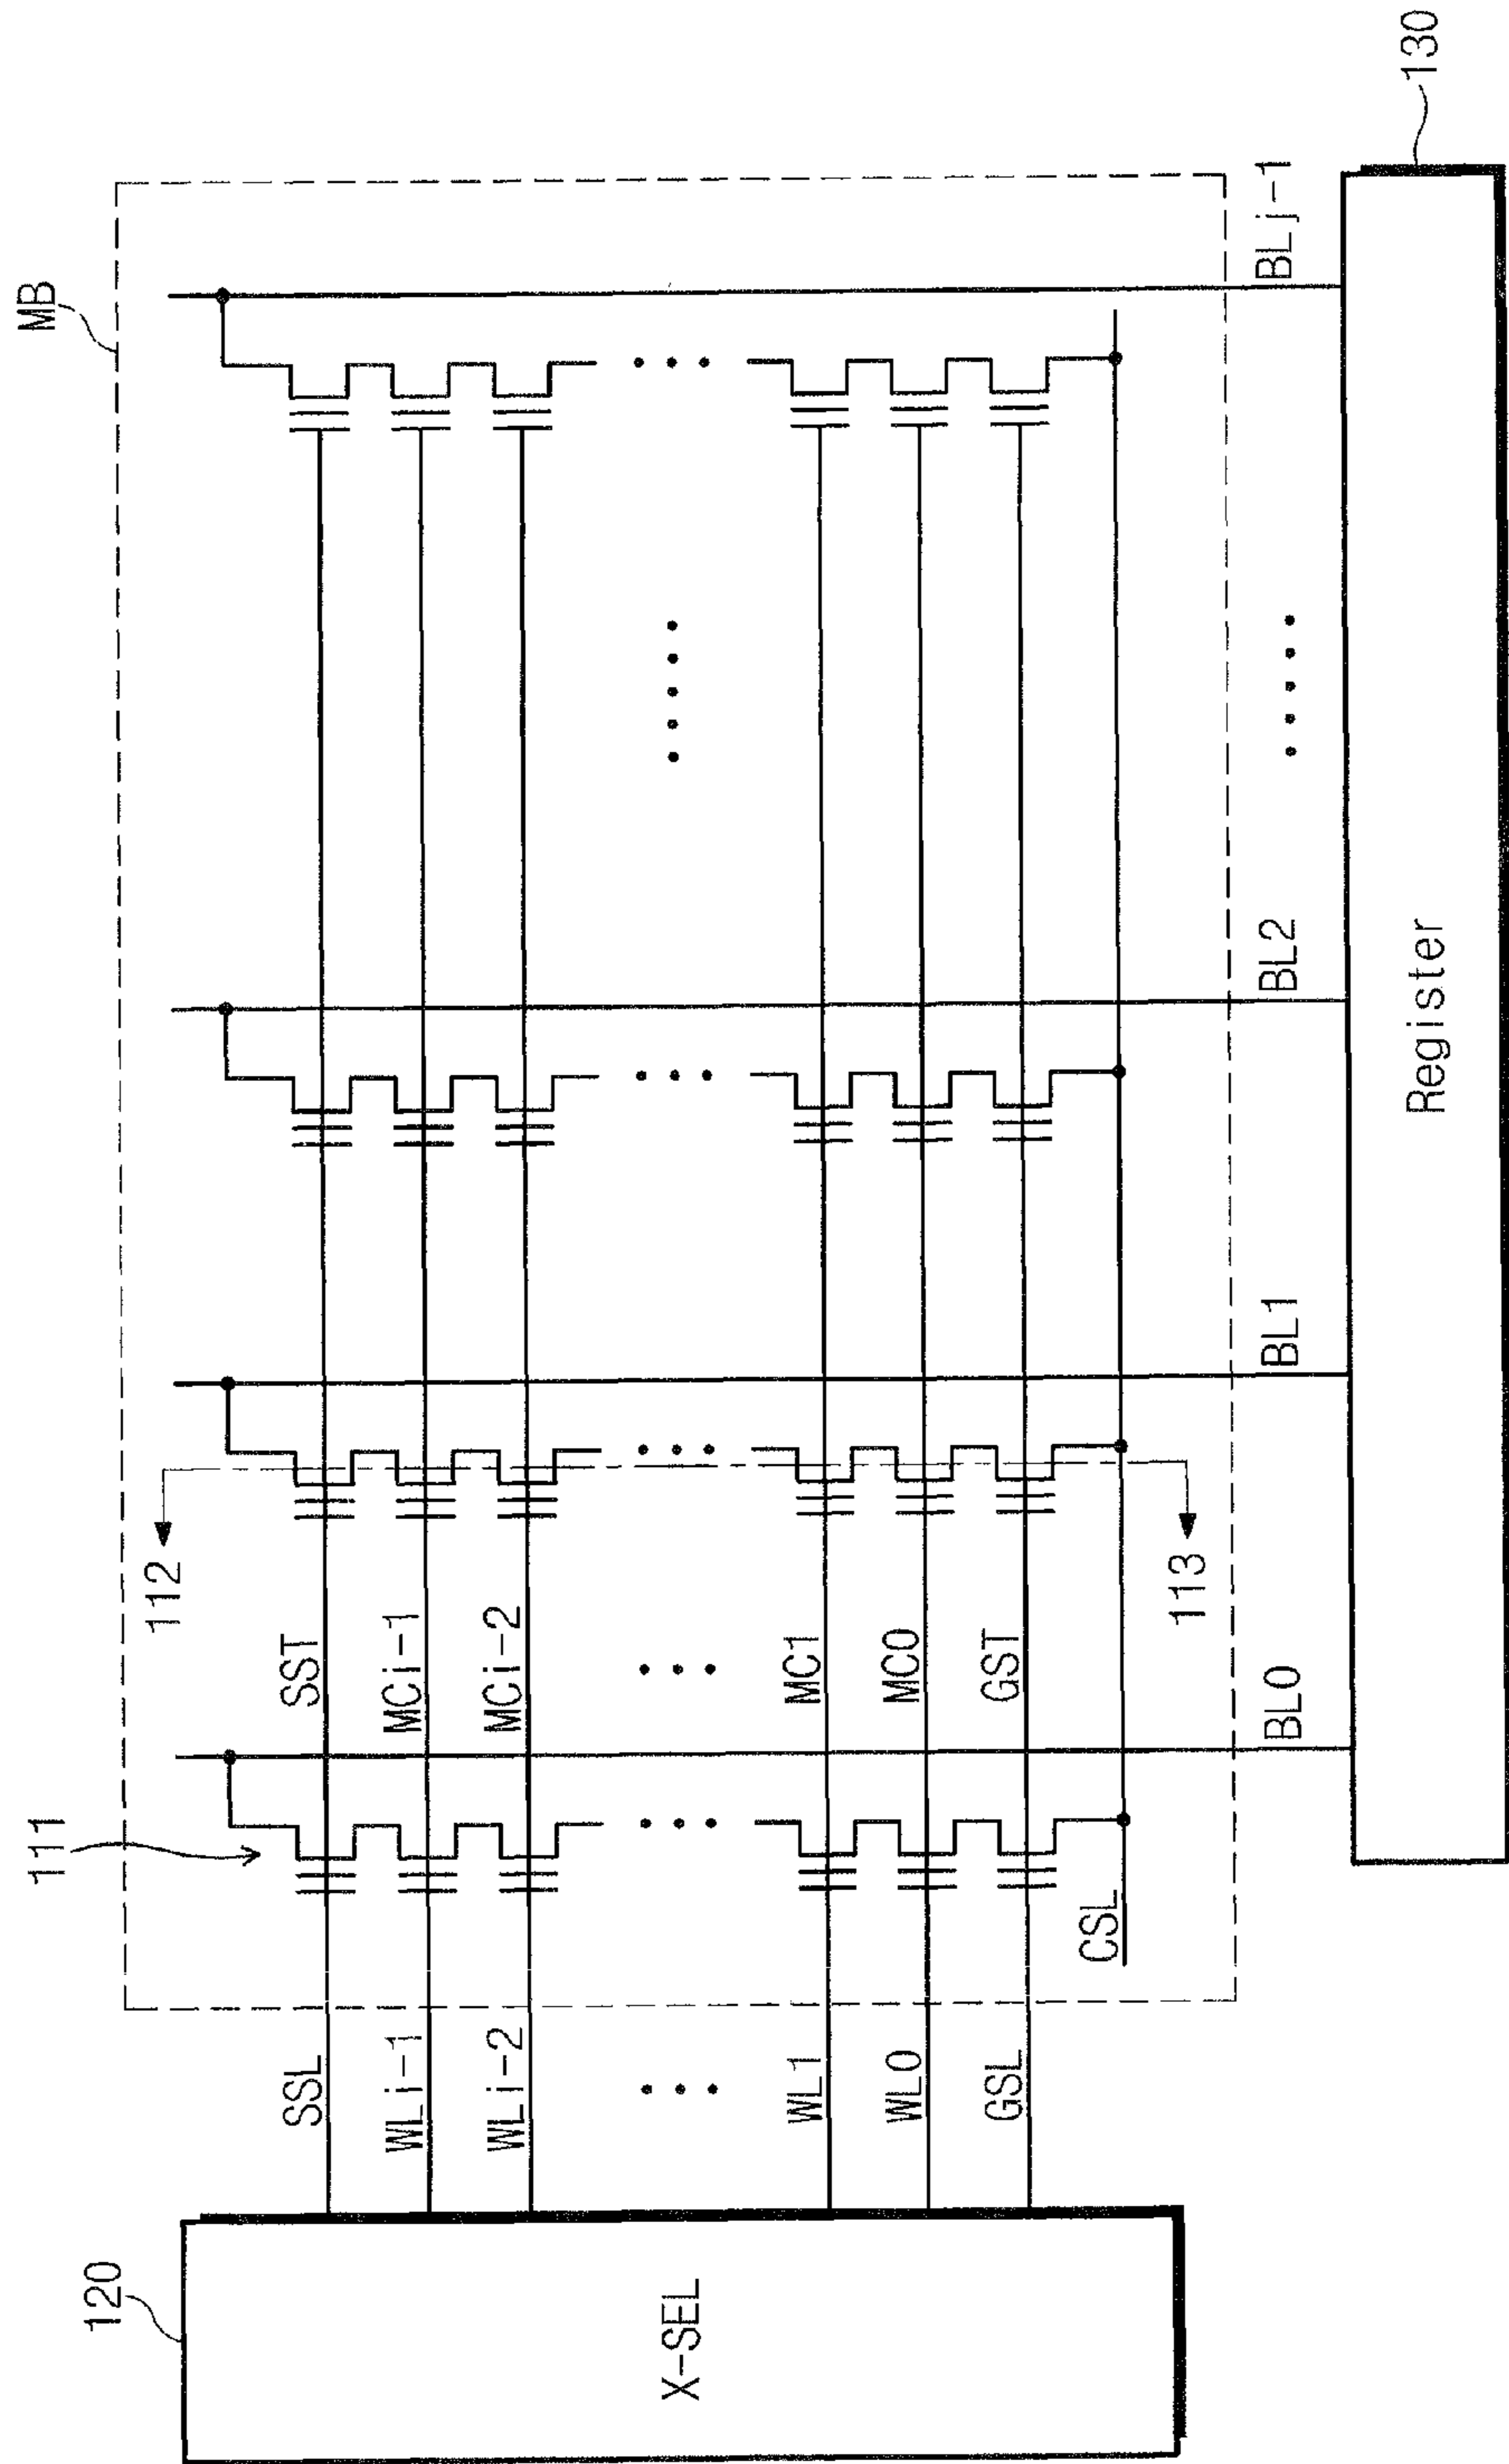 MB
111
112
120
SSL
SST
WLi-1
MCi-1
WLi-2
MCi-2
X-SEL
WL1
MC1
WL0
MC0
GSL
GST
CSL
113
BL0
BL1
BL2
BLj-1
Register
130